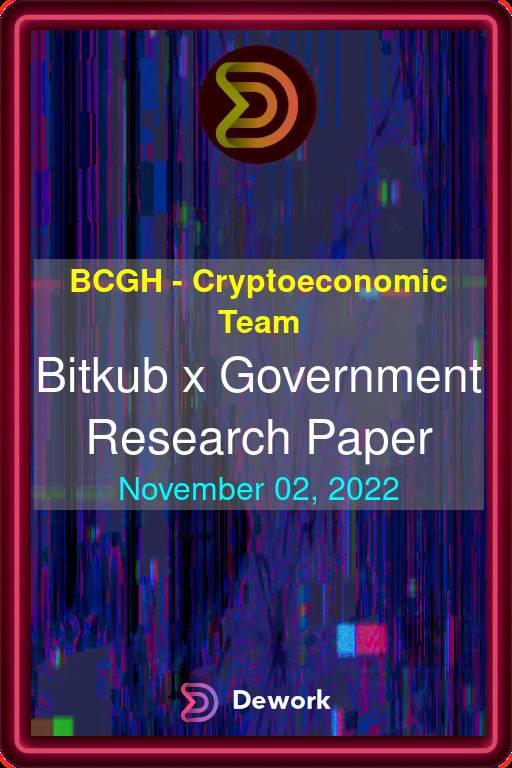 BCGH - Cryptoeconomic
Team
Bitkub x Government
Research Paper
November 02, 2022
Dework